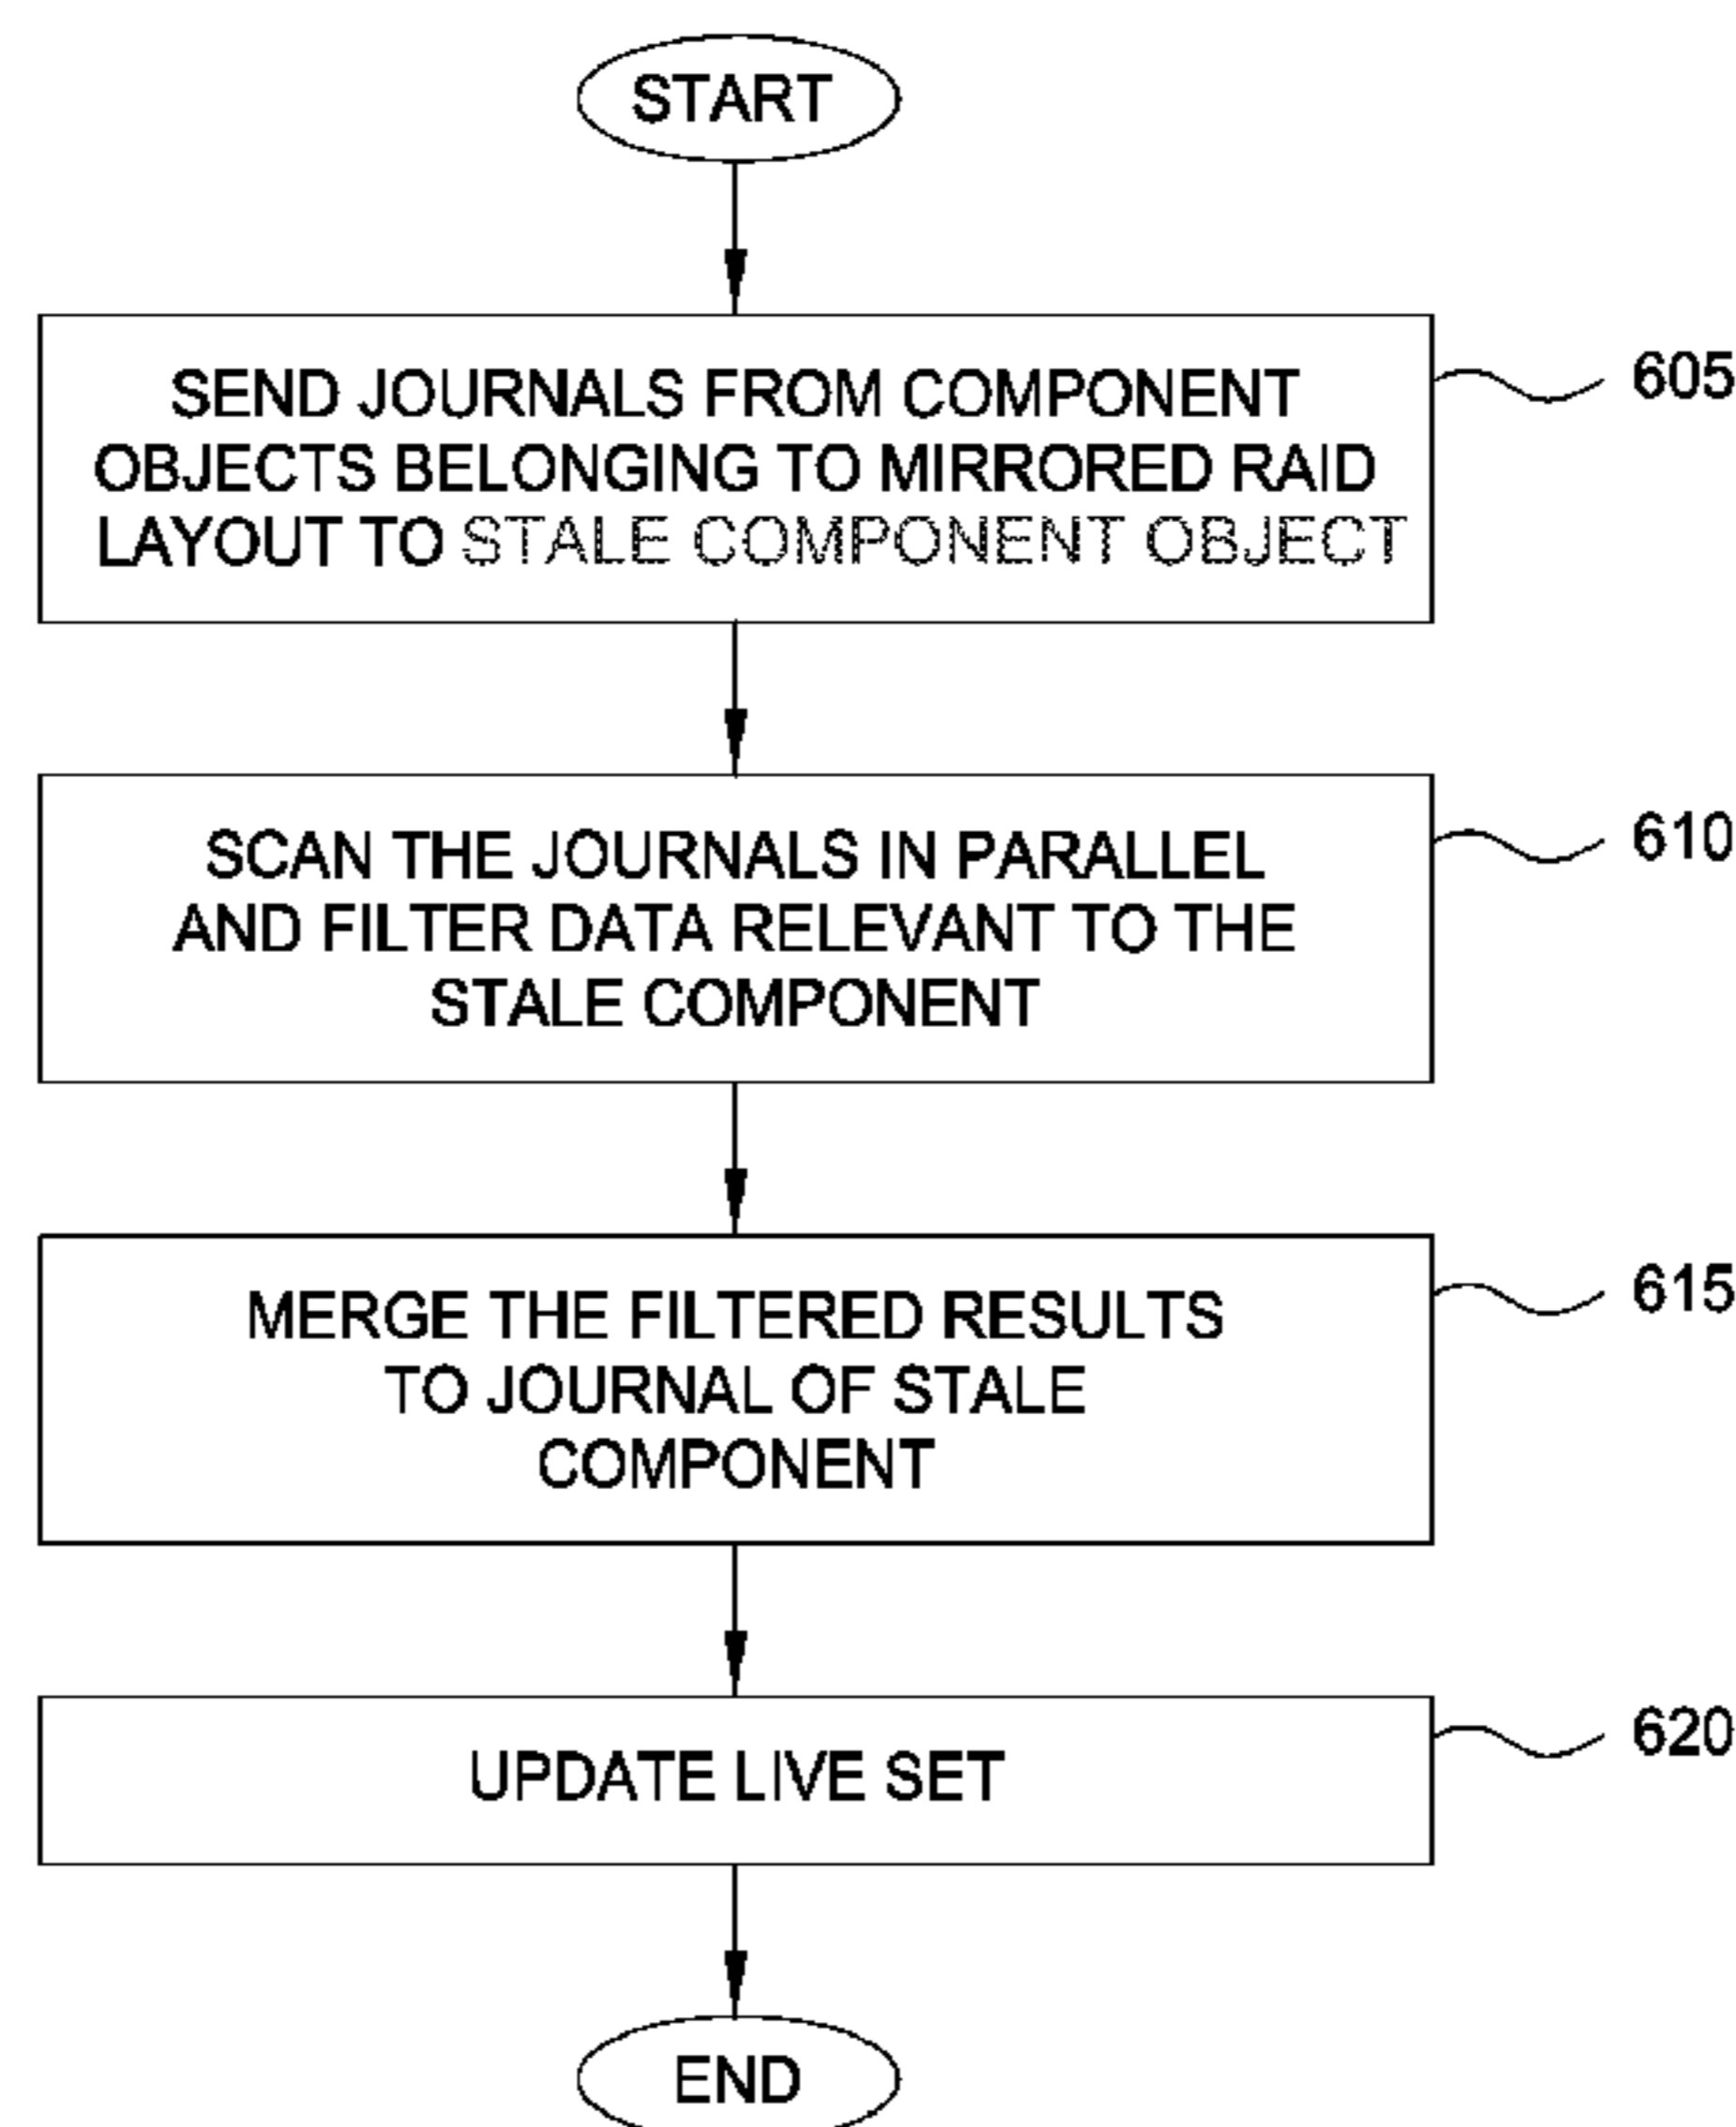 START
SEND JOURNALS FROM COMPONENT
OBJECTS BELONGING TO MIRRORED RAID
LAYOUT TO STALE COMPONENT OBJECT
605
SCAN THE JOURNALS IN PARALLEL
AND FILTER DATA RELEVANT TO THE
STALE COMPONENT
610
MERGE THE FILTERED RESULTS
TO JOURNAL OF STALE
COMPONENT
615
UPDATE LIVE SET
620
END